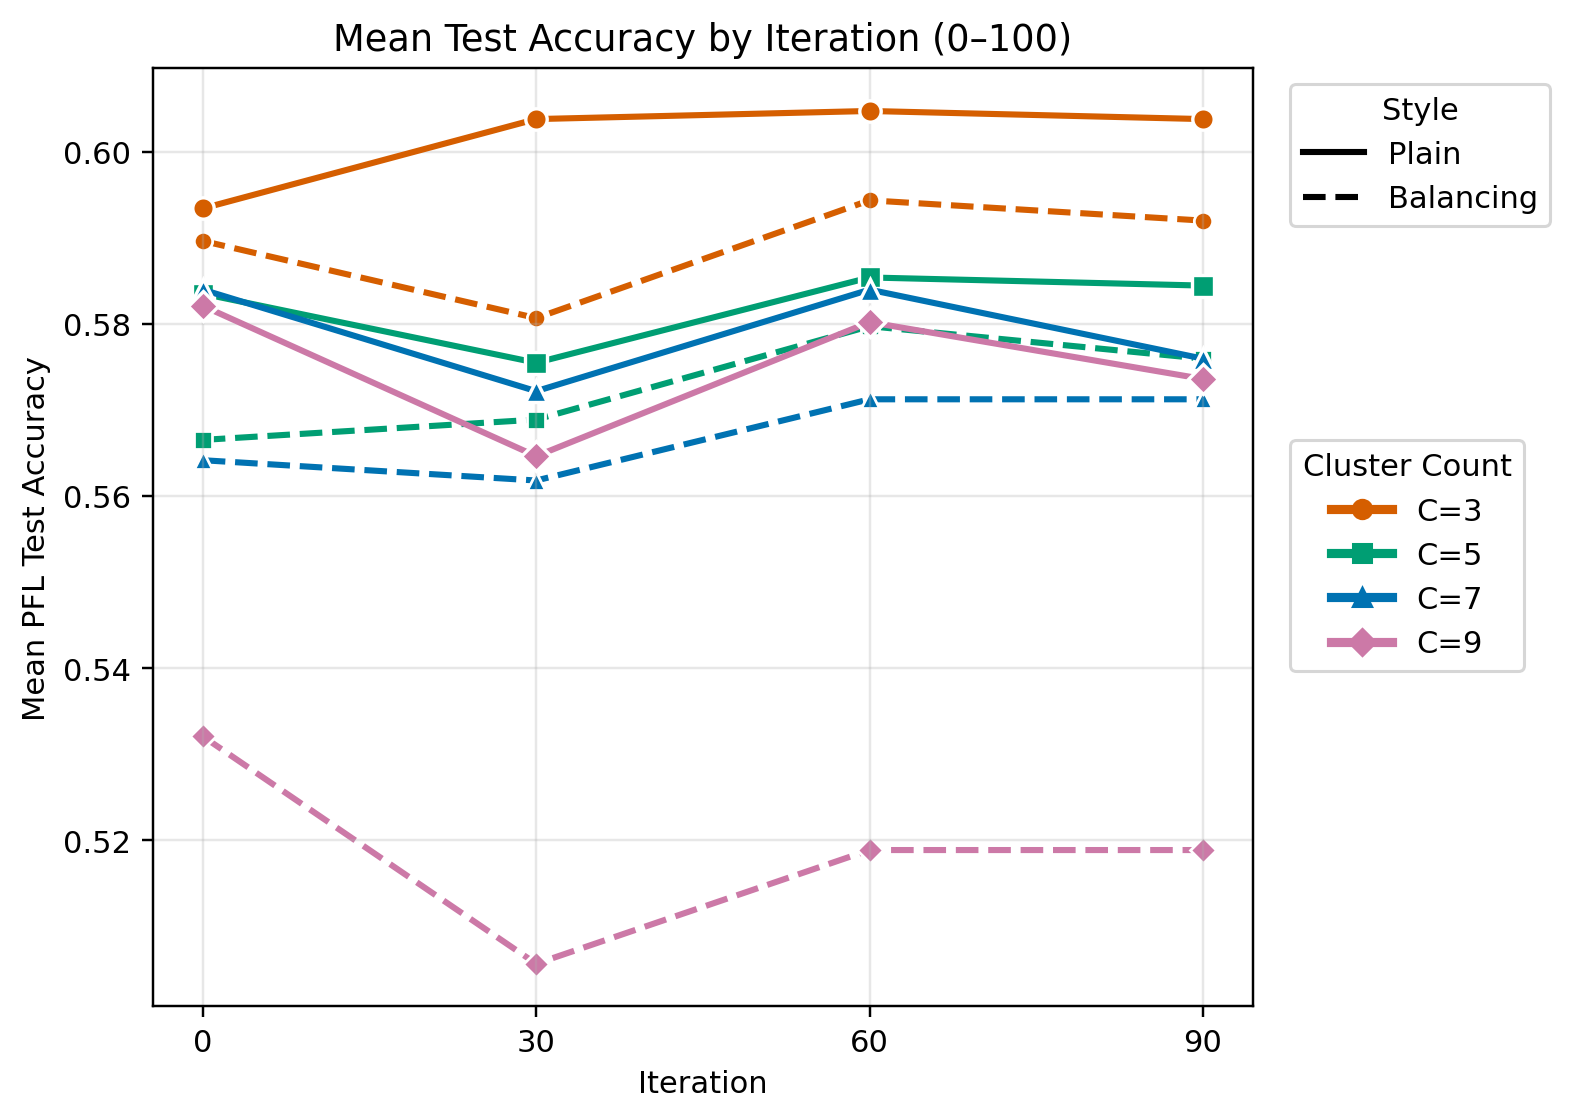 Mean Test Accuracy by Iteration (0–100)
Mean PFL Test Accuracy
0.60
0.58
0.56
0.54
0.52
0
30
60
90
Iteration
Style
Plain
Balancing
Cluster Count
C=3
C=5
C=7
C=9